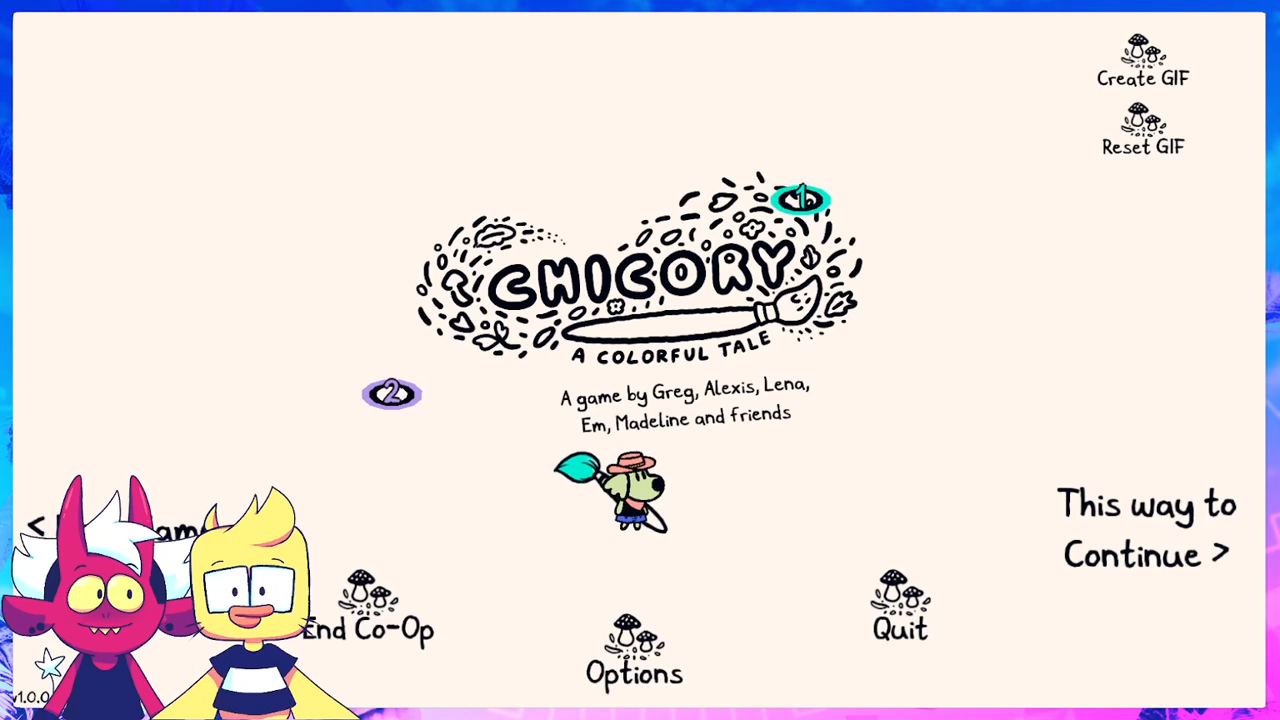 Create GIF
Reset GIF
1
CHICORY
A COLORFUL TALE
2
A game by Greg, Alexis, Lena,
Em, Madeline and friends
This way to
Continue >
<
End Co-Op
Options
Quit
v1.0.0